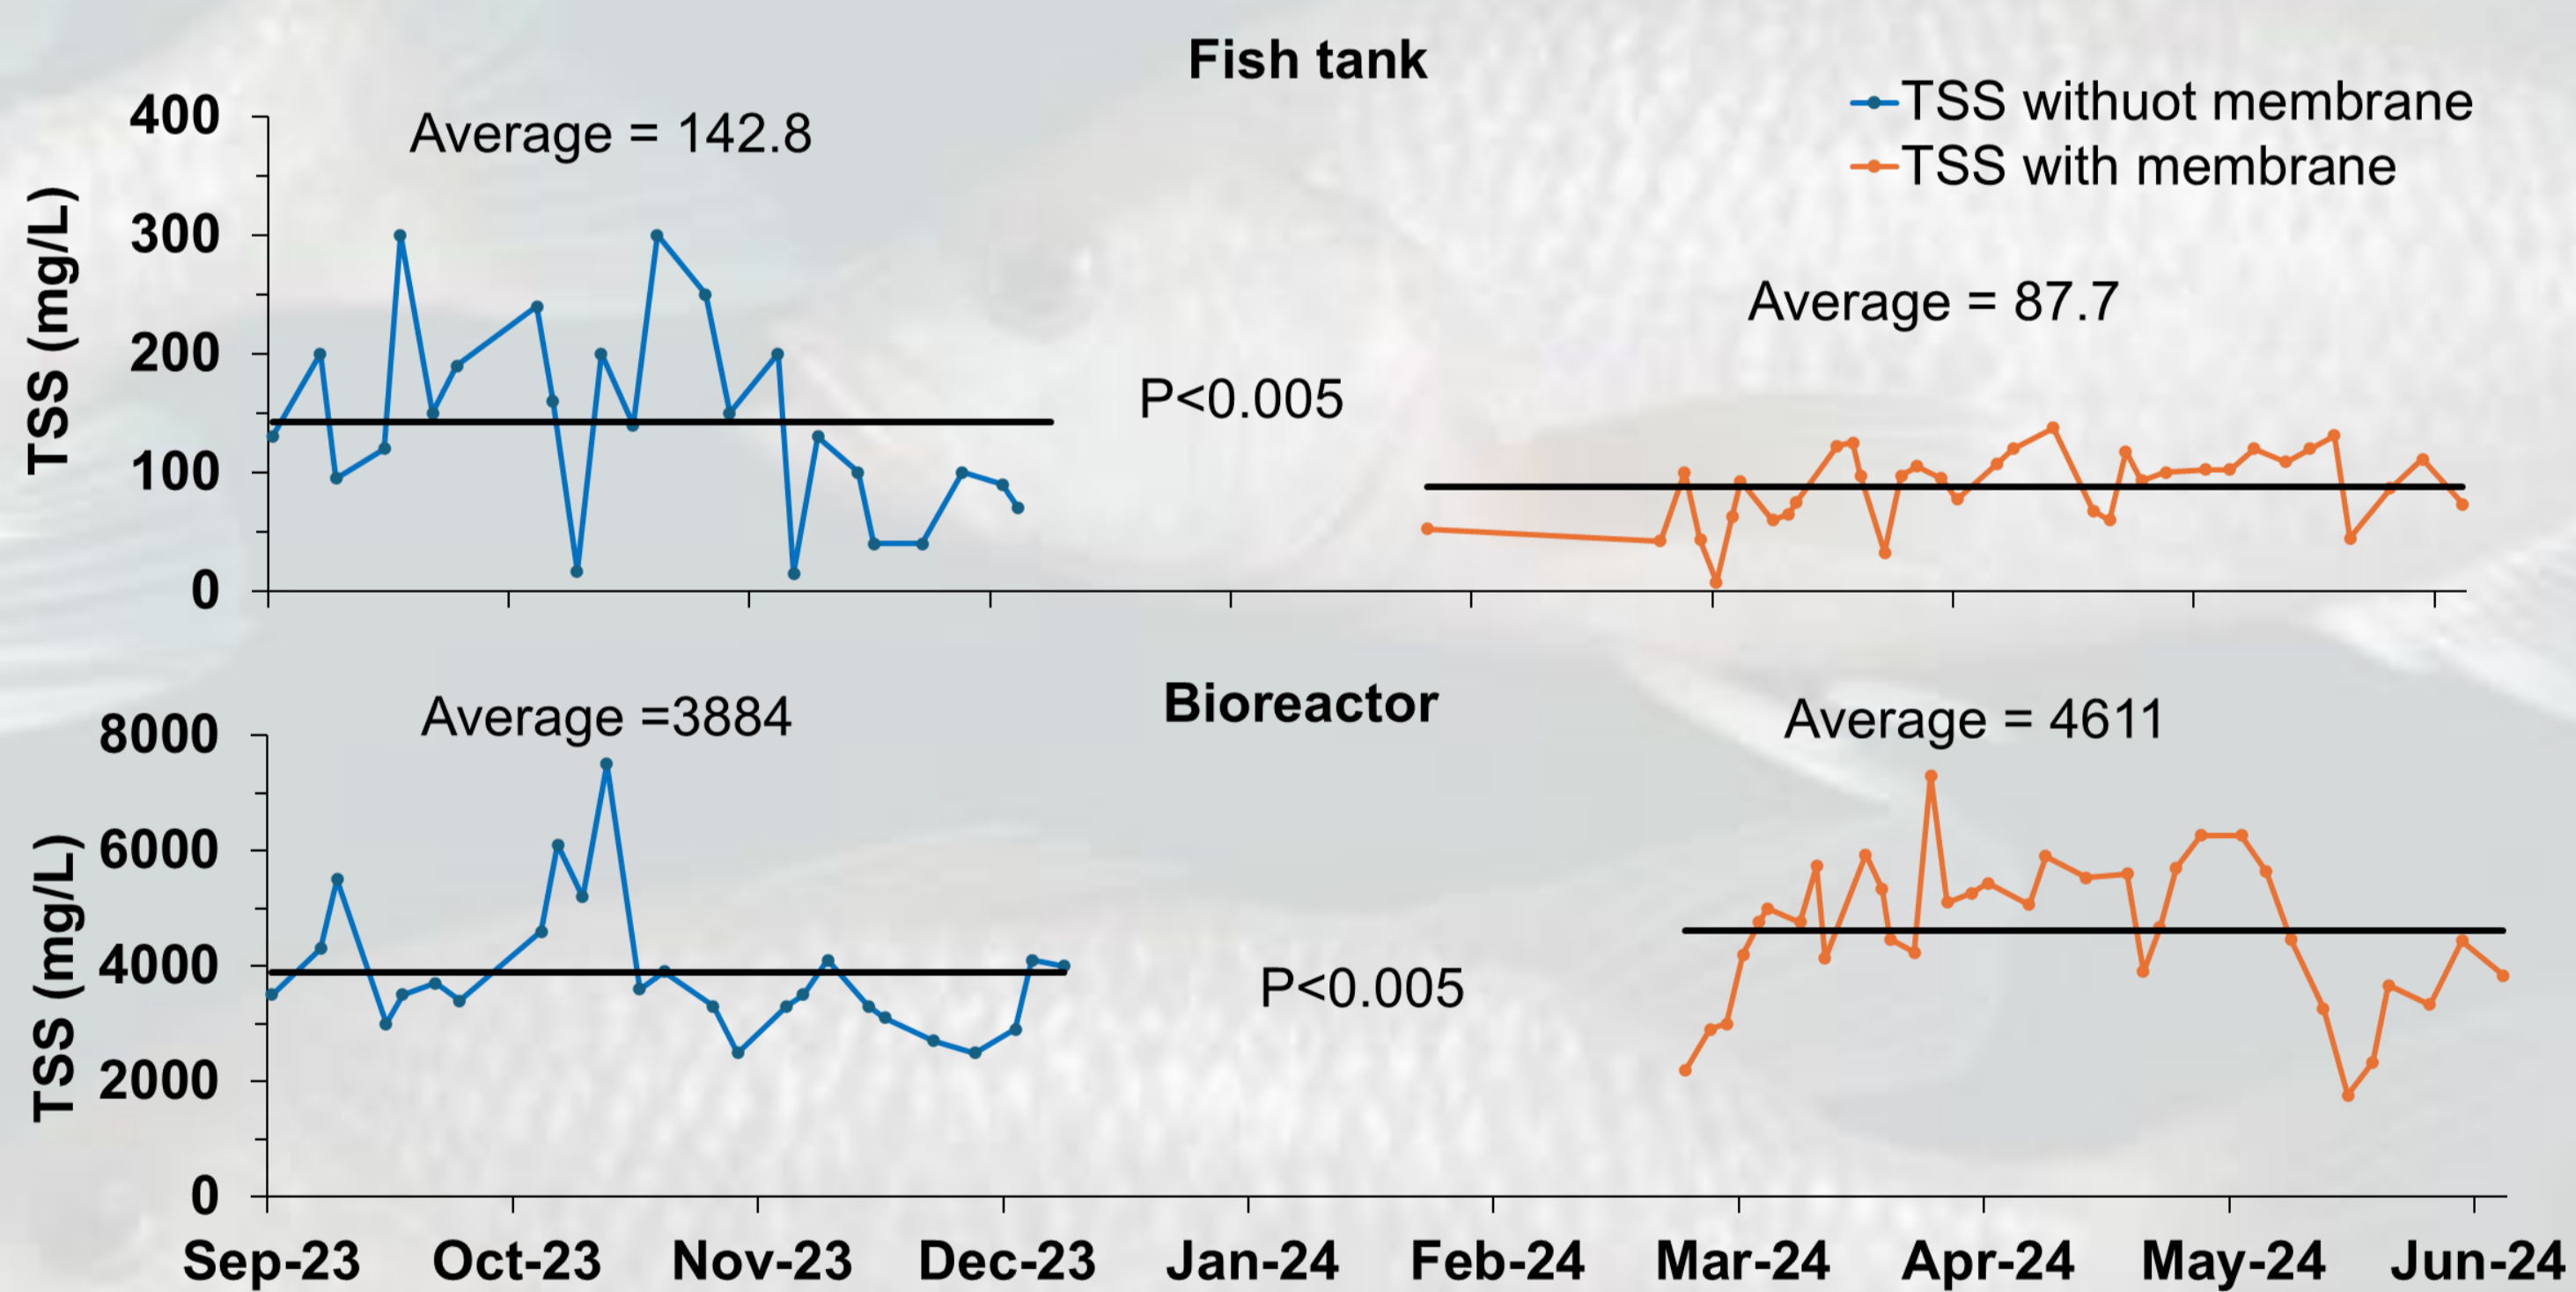 Fish tank
TSS withuot membrane
TSS with membrane
Average = 142.8
Average = 87.7
P<0.005
TSS (mg/L)
400
300
200
100
0
Bioreactor
Average =3884
Average = 4611
P<0.005
TSS (mg/L)
8000
6000
4000
2000
0
Sep-23 Oct-23 Nov-23 Dec-23 Jan-24 Feb-24 Mar-24 Apr-24 May-24 Jun-24